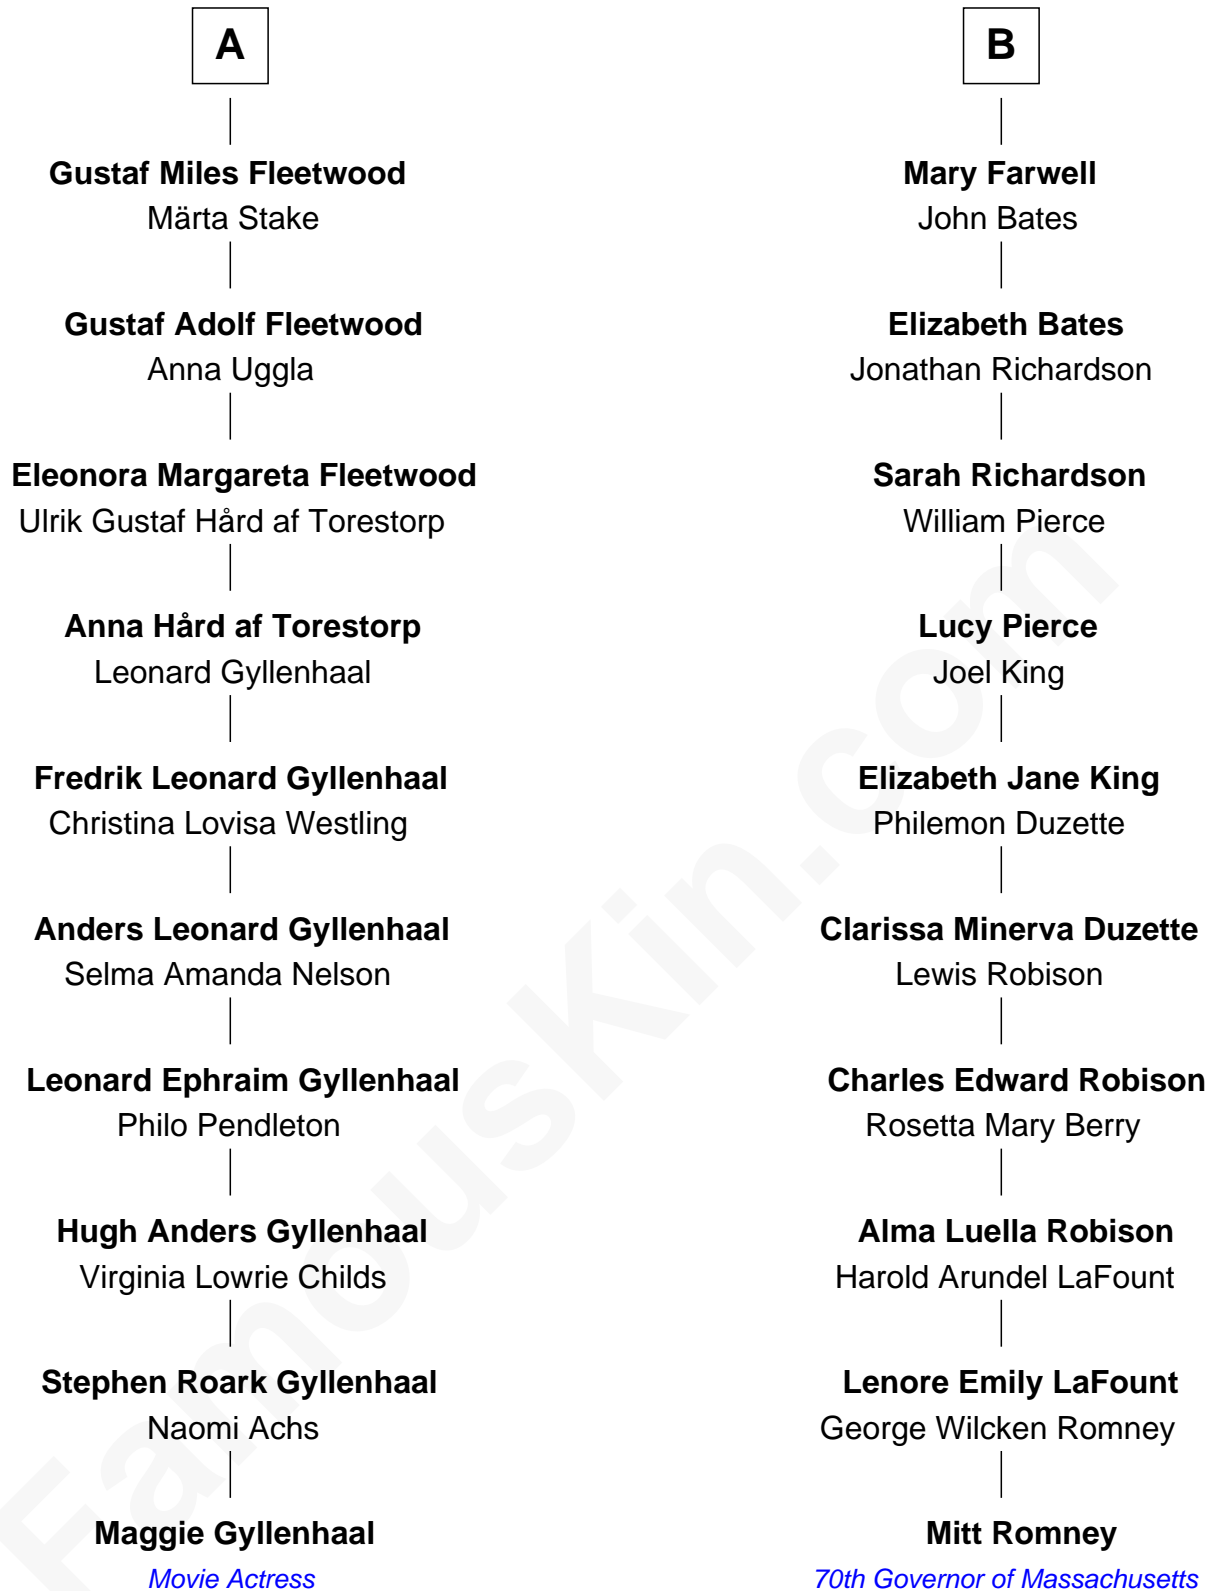 A
Gustaf Miles Fleetwood
Märta Stake
Gustaf Adolf Fleetwood
Anna Uggla
Eleonora Margareta Fleetwood
Ulrik Gustaf Hård af Torestorp
Anna Hård af Torestorp
Leonard Gyllenhaal
Fredrik Leonard Gyllenhaal
Christina Lovisa Westling
Anders Leonard Gyllenhaal
Selma Amanda Nelson
Leonard Ephraim Gyllenhaal
Philo Pendleton
Hugh Anders Gyllenhaal
Virginia Lowrie Childs
Stephen Roark Gyllenhaal
Naomi Achs
Maggie Gyllenhaal
Movie Actress
B
Mary Farwell
John Bates
Elizabeth Bates
Jonathan Richardson
Sarah Richardson
William Pierce
Lucy Pierce
Joel King
Elizabeth Jane King
Philemon Duzette
Clarissa Minerva Duzette
Lewis Robison
Charles Edward Robison
Rosetta Mary Berry
Alma Luella Robison
Harold Arundel LaFount
Lenore Emily LaFount
George Wilcken Romney
Mitt Romney
70th Governor of Massachusetts
FamousKin.com